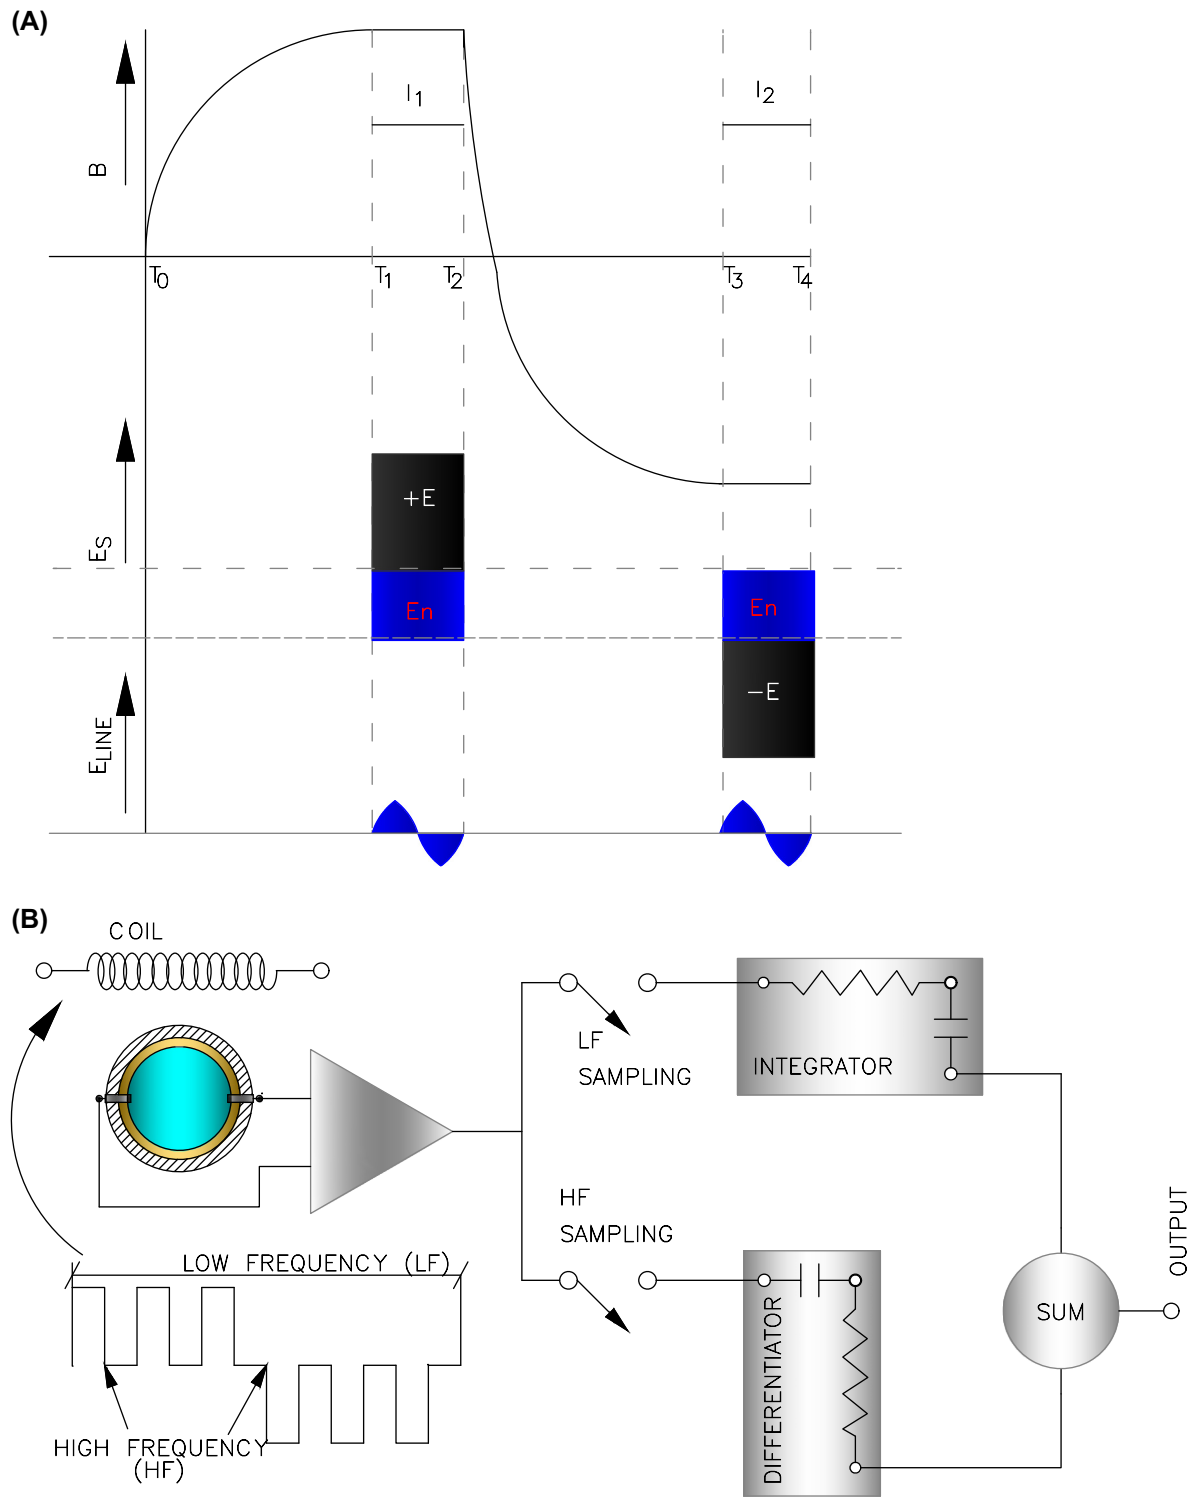 (A)
B
I1
I2
T0
T1
T2
T3
T4
ES
+E
En
En
−E
ELINE
(B)
COIL
LF
SAMPLING
INTEGRATOR
HF
SAMPLING
LOW FREQUENCY (LF)
HIGH FREQUENCY
(HF)
DIFFERENTIATOR
SUM
OUTPUT